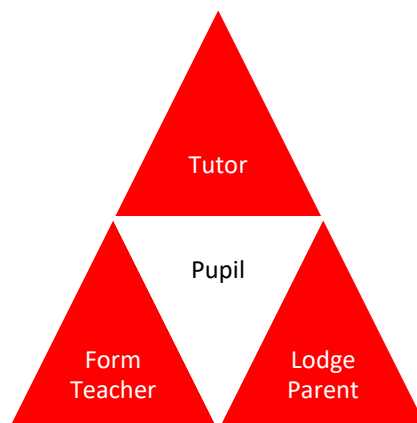 Tutor
Pupil
Form
Teacher
Lodge
Parent